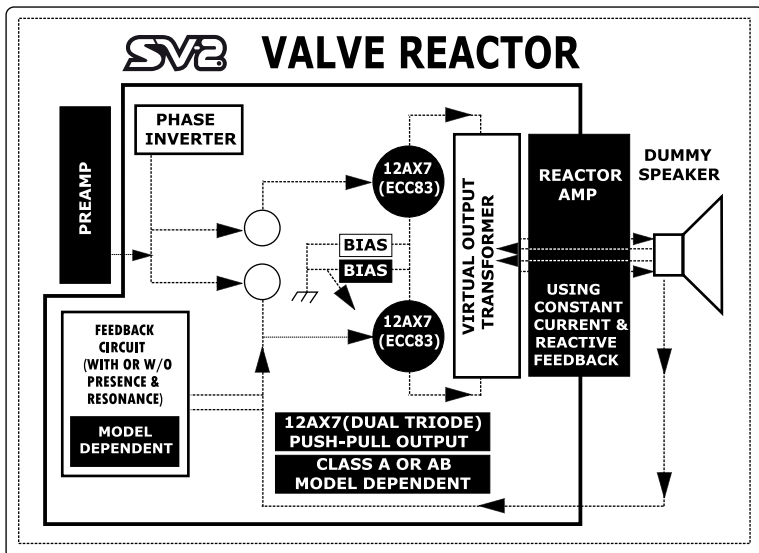 SV-2 VALVE REACTOR
PHASE
INVERTER
PREAMP
12AX7
(ECC83)
BIAS
BIAS
12AX7
(ECC83)
VIRTUAL OUTPUT
TRANSFORMER
REACTOR
AMP
USING
CONSTANT
CURRENT &
REACTIVE
FEEDBACK
DUMMY
SPEAKER
FEEDBACK
CIRCUIT
(WITH OR W/O
PRESENCE &
RESONANCE)
MODEL
DEPENDENT
12AX7(DUAL TRIODE)
PUSH-PULL OUTPUT
CLASS A OR AB
MODEL DEPENDENT